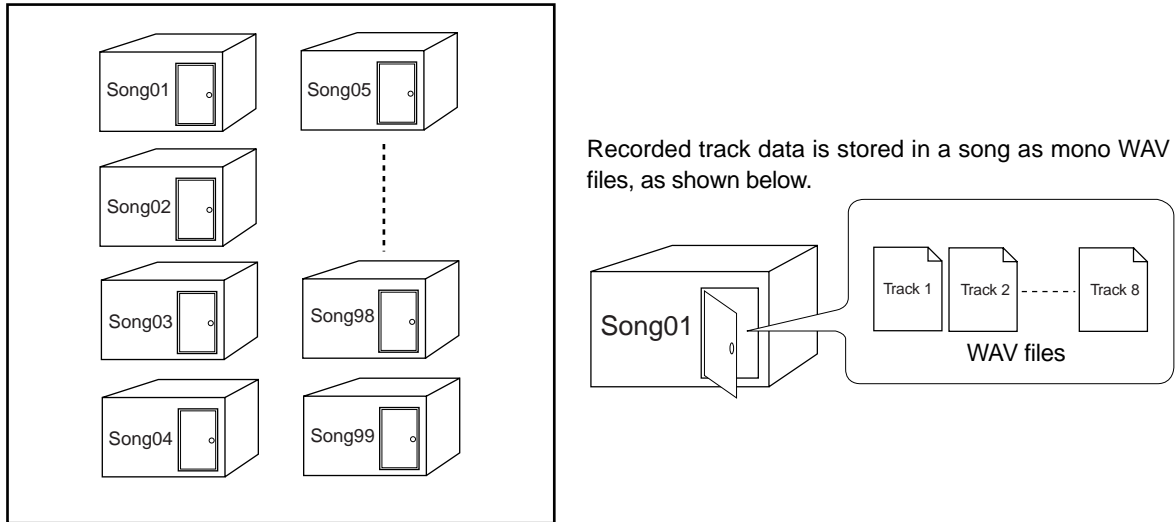 Song01
Song02
Song03
Song04
Song05
Song98
Song99
Recorded track data is stored in a song as mono WAV
files, as shown below.
Song01
Track 1
Track 2
Track 8
WAV files